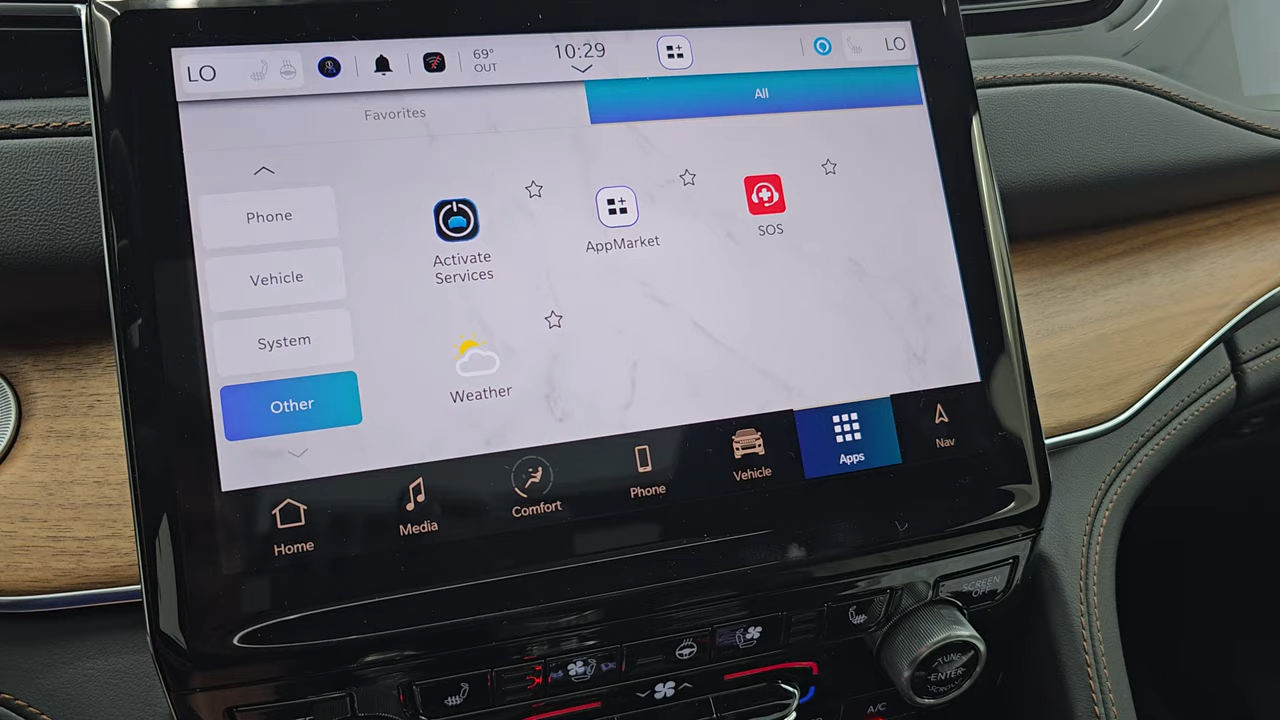 LO
69°
OUT
10:29
LO
Favorites
All
Phone
Vehicle
System
Other
Activate
Services
AppMarket
SOS
Weather
Home
Media
Comfort
Phone
Vehicle
Apps
Nav
SCREEN
OFF
TUNE
ENTER
SCROLL
A/C